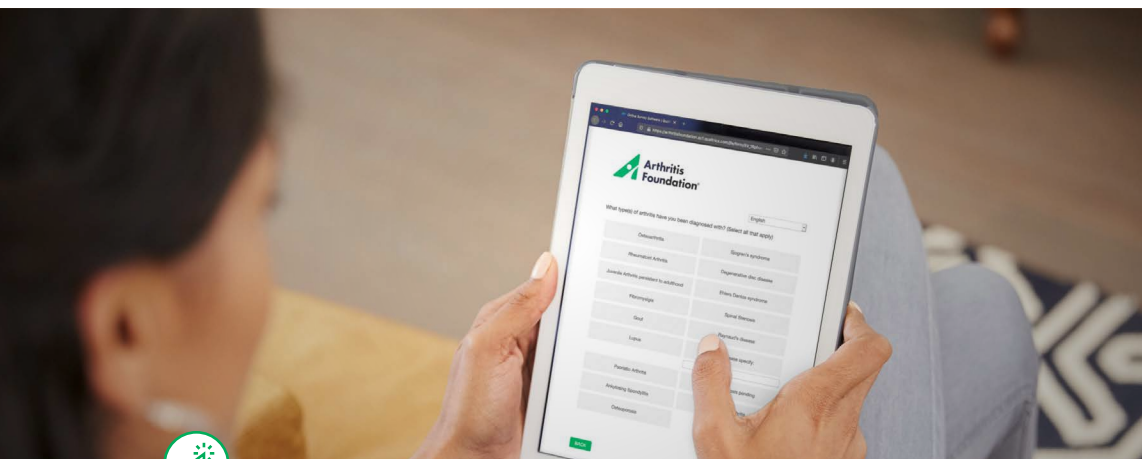 Arthritis
Foundation
English
What type(s) of arthritis have you been diagnosed with? (Select all that apply)
Osteoarthritis
Sjogren's syndrome
Rheumatoid Arthritis
Degenerative disc disease
Juvenile Arthritis persistent to adulthood
Ehlers Danlos syndrome
Fibromyalgia
Spinal Stenosis
Gout
Raynaud's disease
Lupus
specify
Psoriatic Arthritis
pending
Ankylosing Spondylitis
Osteoporosis
BACK